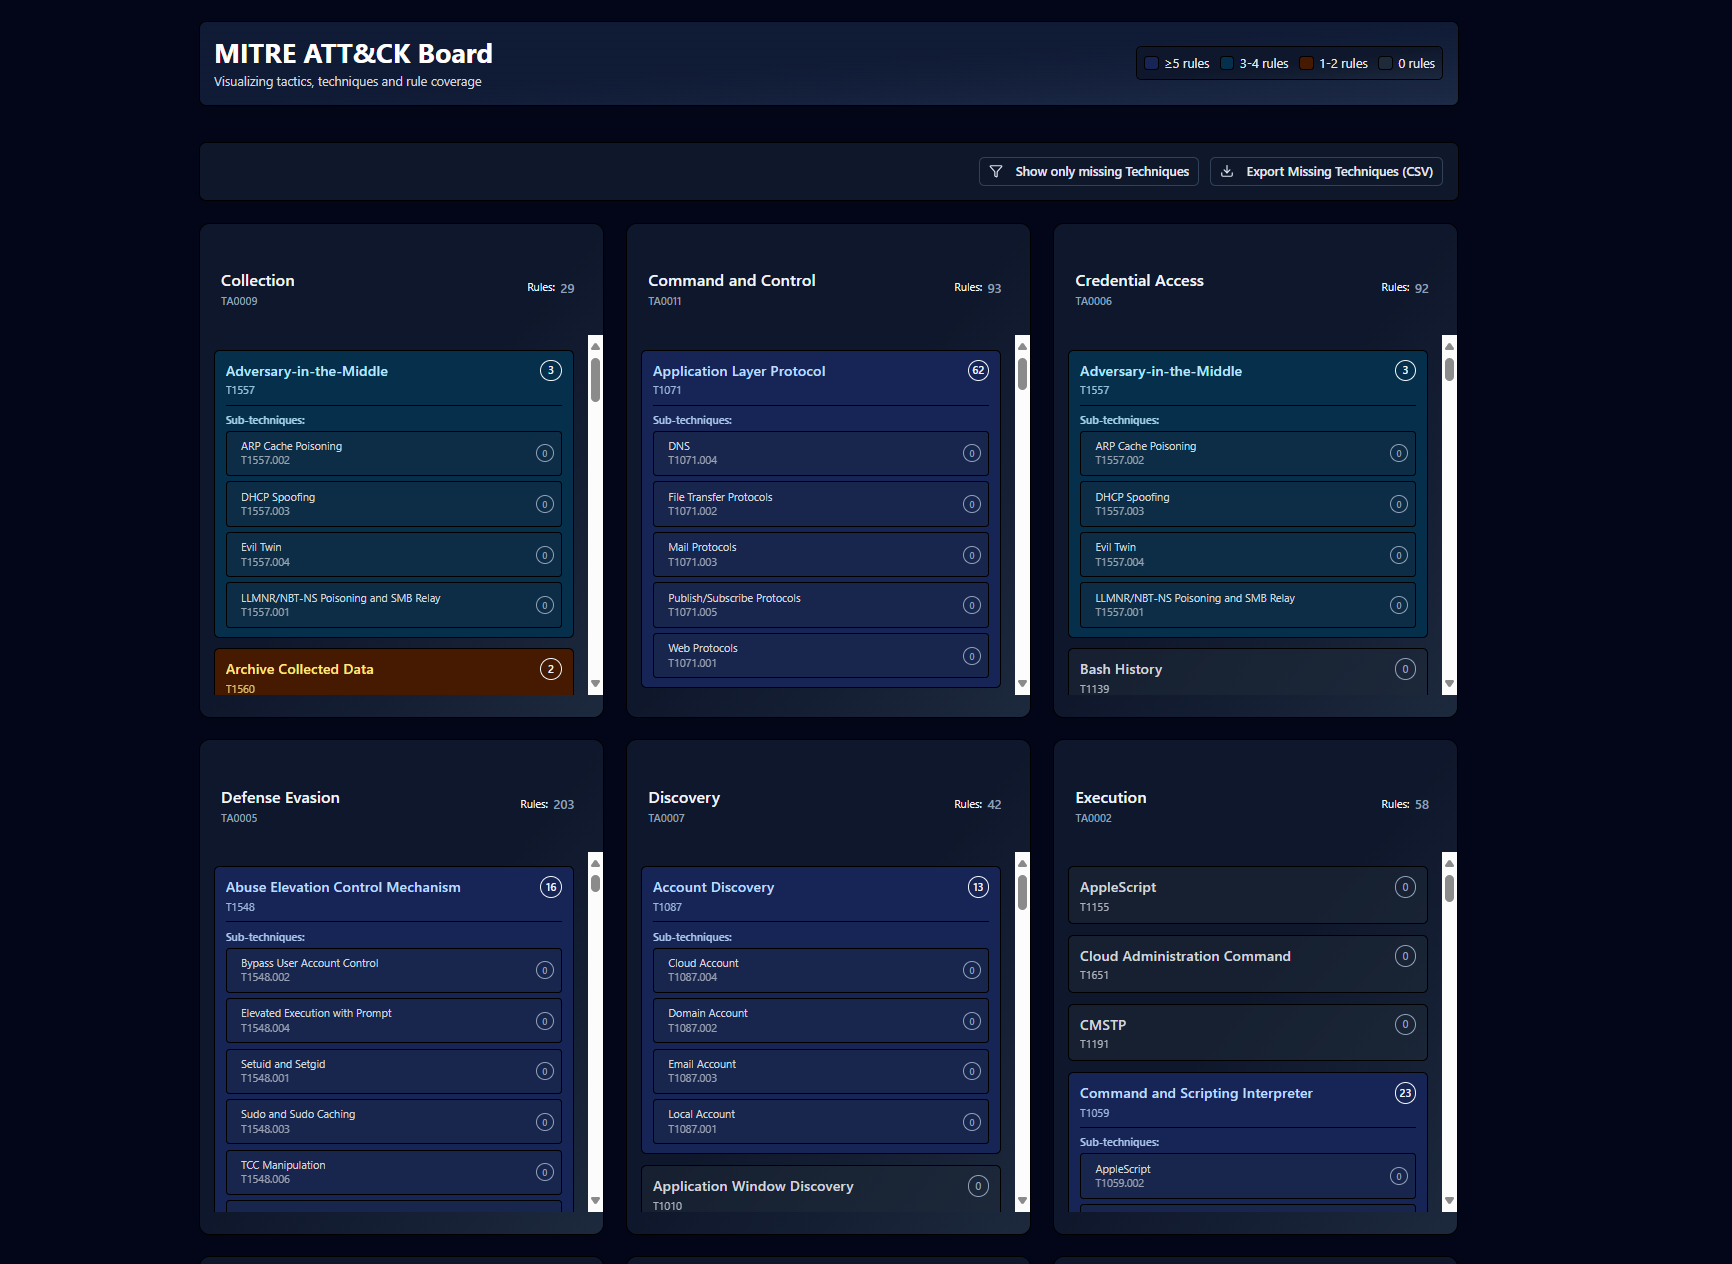 MITRE ATT&CK Board
Visualizing tactics, techniques and rule coverage
≥5 rules 3-4 rules 1-2 rules 0 rules
Show only missing Techniques
Export Missing Techniques (CSV)
Collection
TA0009
Rules: 29
Adversary-in-the-Middle
3
T1557
Sub-techniques:
ARP Cache Poisoning
T1557.002
0
DHCP Spoofing
T1557.003
0
Evil Twin
T1557.004
0
LLMNR/NBT-NS Poisoning and SMB Relay
T1557.001
0
Archive Collected Data
2
T1560
Command and Control
TA0011
Rules: 93
Application Layer Protocol
62
T1071
Sub-techniques:
DNS
T1071.004
0
File Transfer Protocols
T1071.002
0
Mail Protocols
T1071.003
0
Publish/Subscribe Protocols
T1071.005
0
Web Protocols
T1071.001
0
Credential Access
TA0006
Rules: 92
Adversary-in-the-Middle
3
T1557
Sub-techniques:
ARP Cache Poisoning
T1557.002
0
DHCP Spoofing
T1557.003
0
Evil Twin
T1557.004
0
LLMNR/NBT-NS Poisoning and SMB Relay
T1557.001
0
Bash History
0
T1139
Defense Evasion
TA0005
Rules: 203
Abuse Elevation Control Mechanism
16
T1548
Sub-techniques:
Bypass User Account Control
T1548.002
0
Elevated Execution with Prompt
T1548.004
0
Setuid and Setgid
T1548.001
0
Sudo and Sudo Caching
T1548.003
0
TCC Manipulation
T1548.006
0
Discovery
TA0007
Rules: 42
Account Discovery
13
T1087
Sub-techniques:
Cloud Account
T1087.004
0
Domain Account
T1087.002
0
Email Account
T1087.003
0
Local Account
T1087.001
0
Application Window Discovery
0
T1010
Execution
TA0002
Rules: 58
AppleScript
0
T1155
Cloud Administration Command
0
T1651
CMSTP
0
T1191
Command and Scripting Interpreter
23
T1059
Sub-techniques:
AppleScript
T1059.002
0